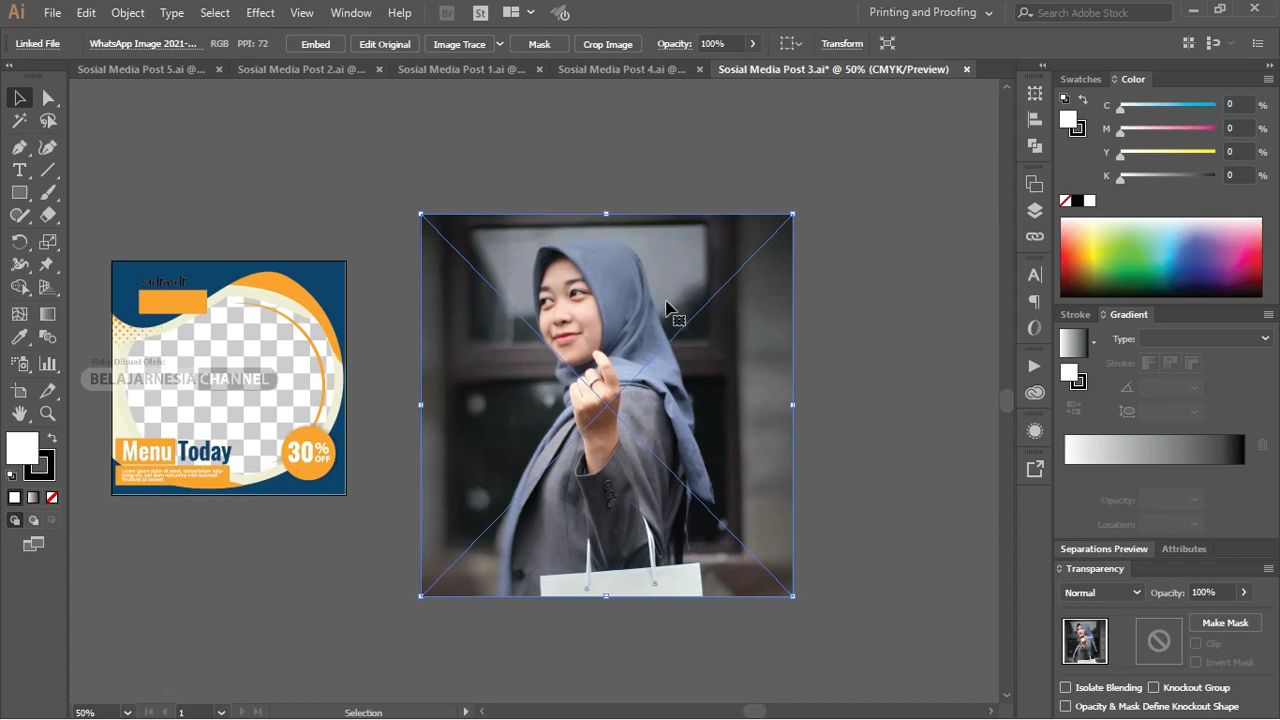 Ai File Edit Object Type Select Effect View Window Help Br St Printing and Proofing Search Adobe Stock
Linked File WhatsApp Image 2021-... RGB PPI: 72 Embed Edit Original Image Trace Mask Crop Image Opacity: 100% Transform
Sosial Media Post 5.ai @... × Sosial Media Post 2.ai @... × Sosial Media Post 1.ai @... × Sosial Media Post 4.ai @... × Sosial Media Post 3.ai* @ 50% (CMYK/Preview) ×
Swatches Color
C 0 %
M 0 %
Y 0 %
K 0 %
Stroke Gradient
Type:
Stroke:
Opacity:
Location:
Separations Preview Attributes
Transparency
Normal Opacity: 100%
Make Mask
Clip
Invert Mask
Isolate Blending Knockout Group
Opacity & Mask Define Knockout Shape
Vidio Dibuat Oleh:
BELAJARNESIA CHANNEL
Menu Today
30% OFF
50% 1 Selection